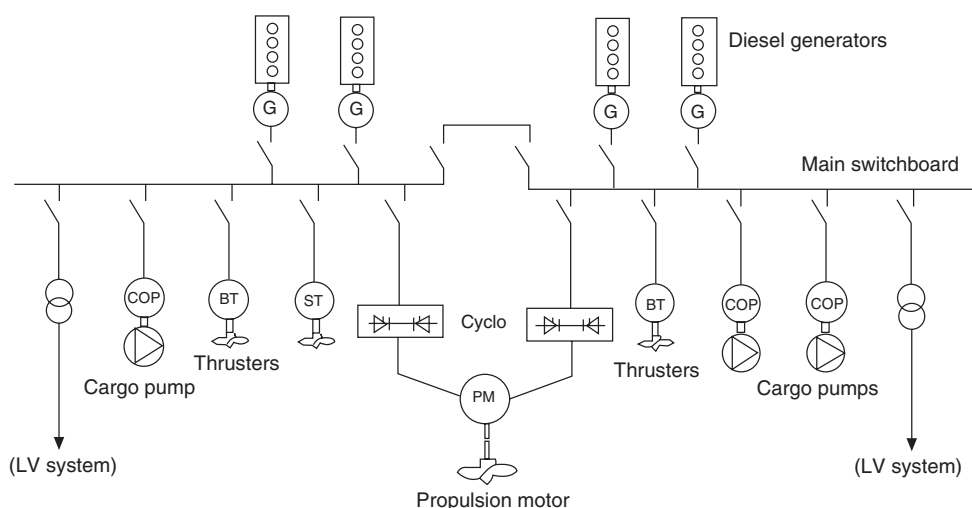 Diesel generators
G
G
G
G
Main switchboard
COP
BT
ST
Cyclo
BT
COP
COP
Thrusters
Cargo pump
PM
Thrusters
Cargo pumps
(LV system)
(LV system)
Propulsion motor